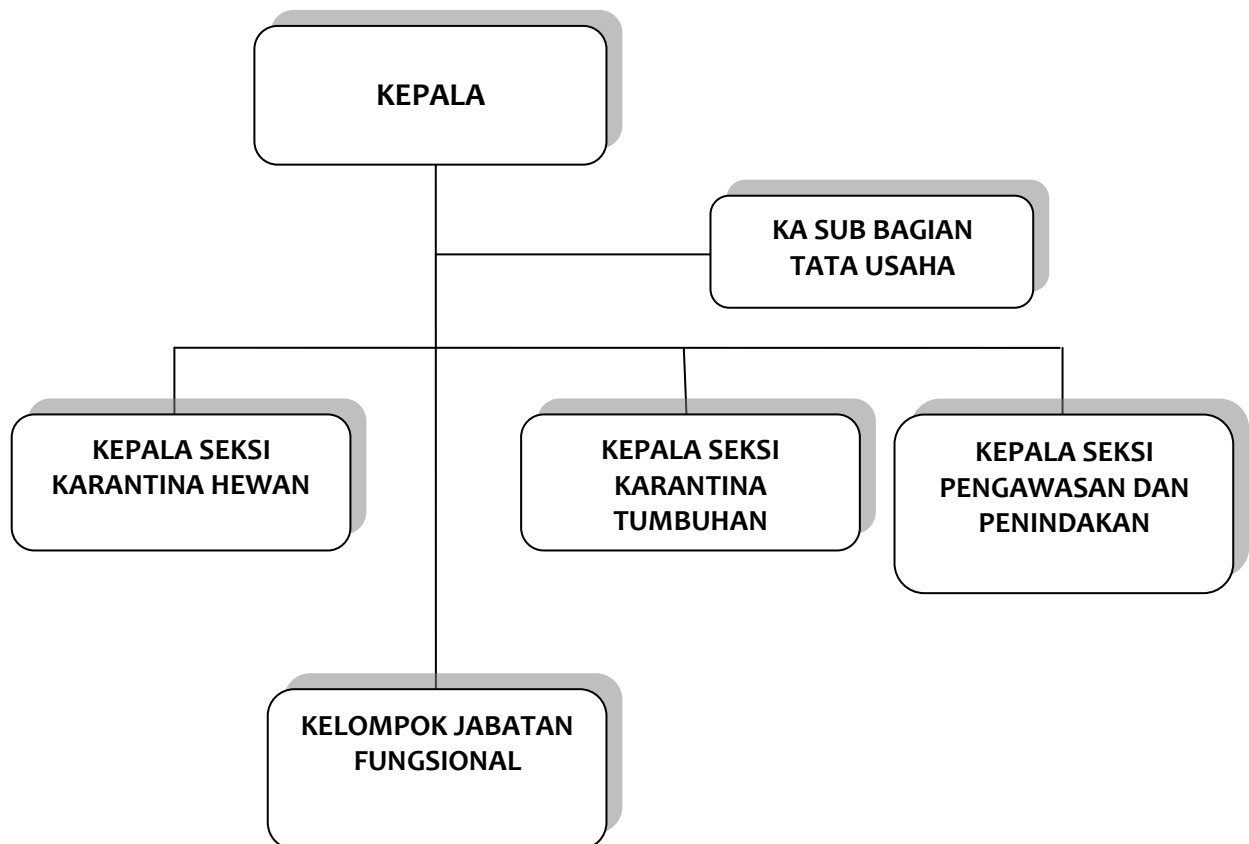 KEPALA
KA SUB BAGIAN
TATA USAHA
KEPALA SEKSI
KARANTINA HEWAN
KEPALA SEKSI
KARANTINA
TUMBUHAN
KEPALA SEKSI
PENGAWASAN DAN
PENINDAKAN
KELOMPOK JABATAN
FUNGSIONAL